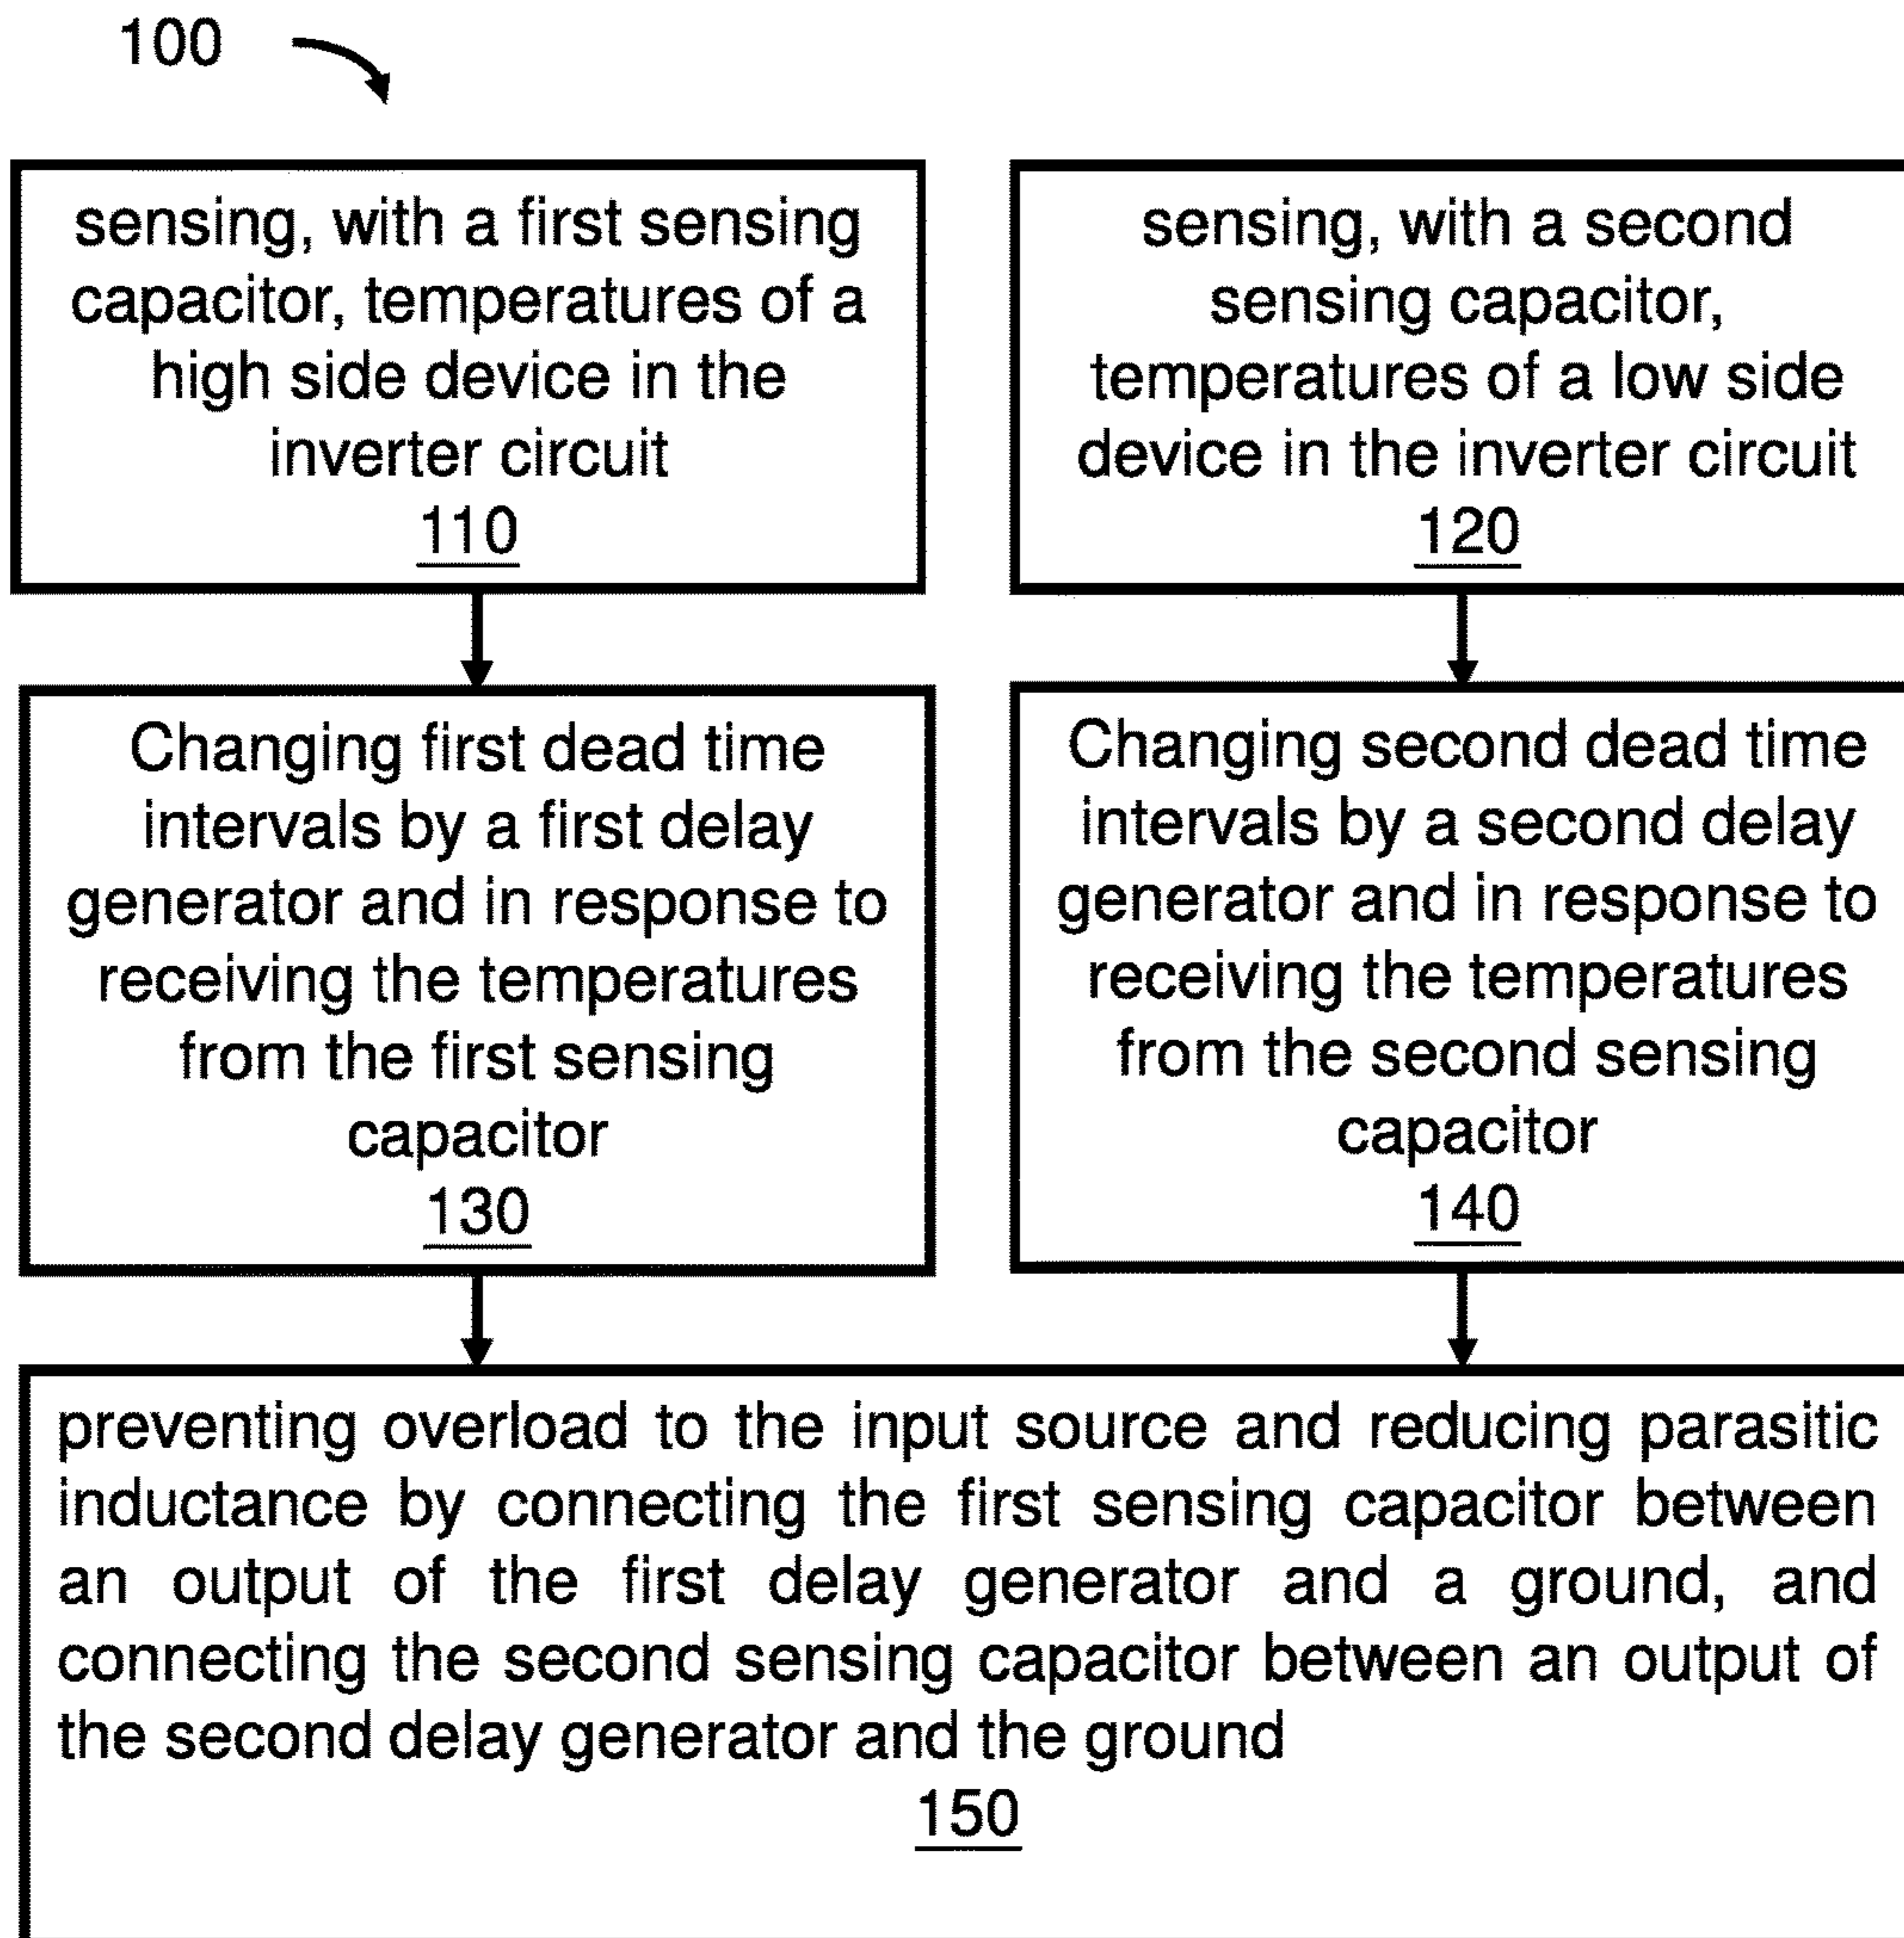 100
sensing, with a first sensing
capacitor, temperatures of a
high side device in the
inverter circuit
110
sensing, with a second
sensing capacitor,
temperatures of a low side
device in the inverter circuit
120
Changing first dead time
intervals by a first delay
generator and in response to
receiving the temperatures
from the first sensing
capacitor
130
Changing second dead time
intervals by a second delay
generator and in response to
receiving the temperatures
from the second sensing
capacitor
140
preventing overload to the input source and reducing parasitic
inductance by connecting the first sensing capacitor between
an output of the first delay generator and a ground, and
connecting the second sensing capacitor between an output of
the second delay generator and the ground
150